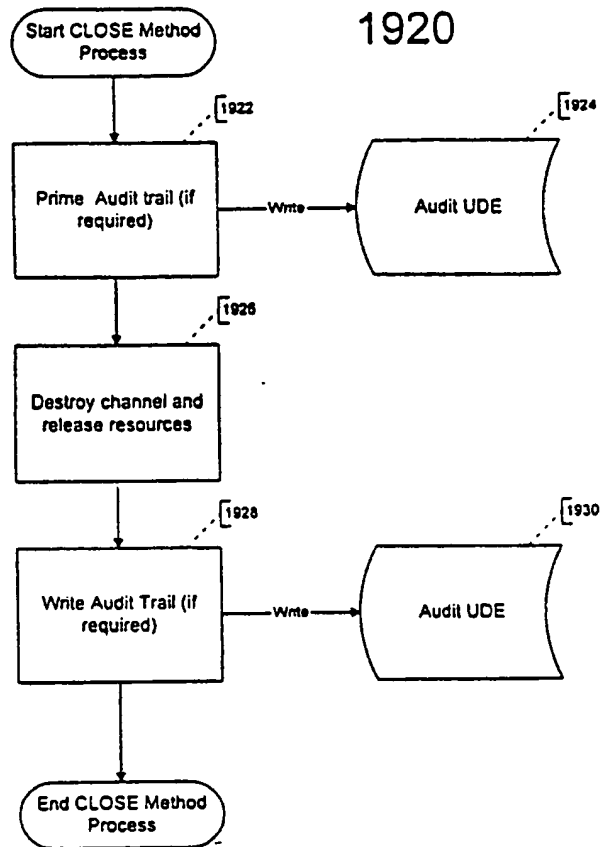 Start CLOSE Method
Process
1920
1922
Prime Audit trail (if
required)
Write
1924
Audit UDE
1926
Destroy channel and
release resources
1928
Write Audit Trail (if
required)
Write
1930
Audit UDE
End CLOSE Method
Process